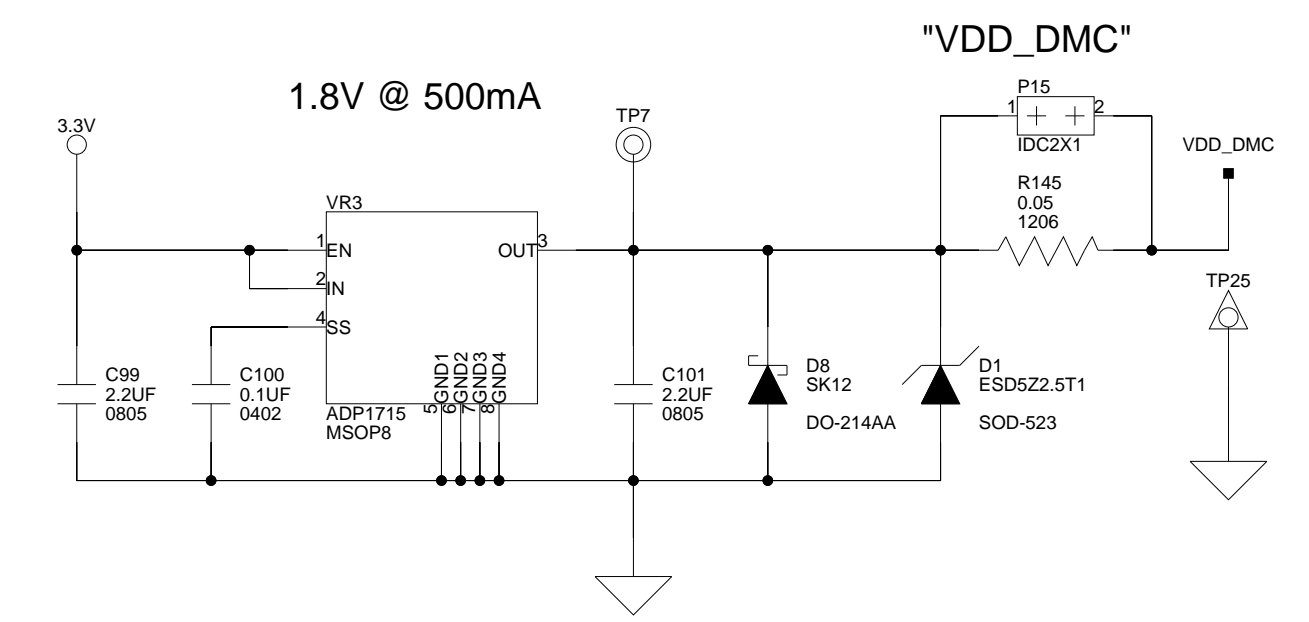 "VDD_DMC"
1.8V @ 500mA
P15
1
2
IDC2X1
3.3V
TP7
VDD_DMC
R145
0.05
1206
VR3
1
EN
OUT
3
2
IN
TP25
4
SS
GND1
GND2
GND3
GND4
5
6
7
8
C99
2.2UF
0805
C100
0.1UF
0402
ADP1715
MSOP8
C101
2.2UF
0805
D8
SK12
DO-214AA
D1
ESD5Z2.5T1
SOD-523